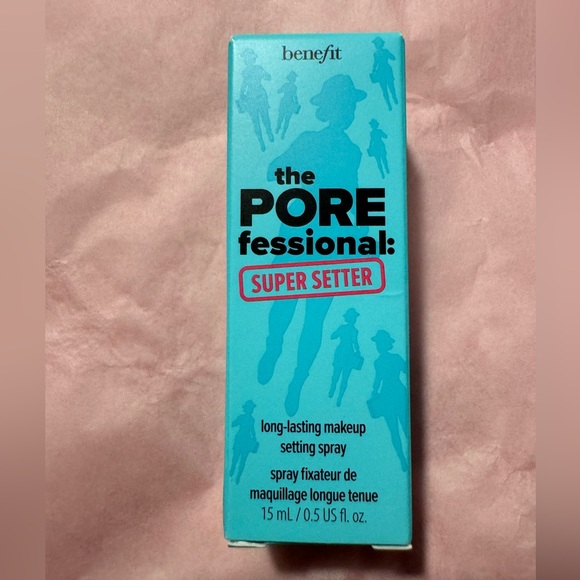 benefit
the
PORE
fessional:
SUPER SETTER
long-lasting makeup
setting spray
spray fixateur de
maquillage longue tenue
15 mL / 0.5 US fl. oz.